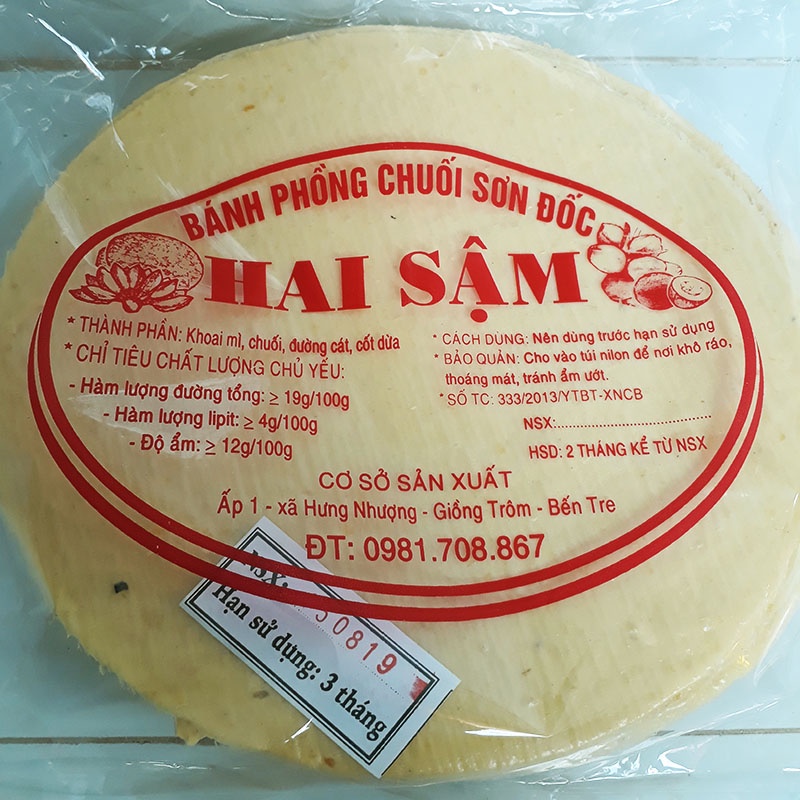 BÁNH PHỒNG CHUỐI SƠN ĐỐC
HAI SẬM
* THÀNH PHẦN: Khoai mì, chuối, đường cát, cốt dừa
* CHỈ TIÊU CHẤT LƯỢNG CHỦ YẾU:
- Hàm lượng đường tổng: ≥ 19g/100g
- Hàm lượng lipit: ≥ 4g/100g
- Độ ẩm: ≥ 12g/100g
* CÁCH DÙNG: Nên dùng trước hạn sử dụng
* BẢO QUẢN: Cho vào túi nilon để nơi khô ráo,
thoáng mát, tránh ẩm ướt.
* SỐ TC: 333/2013/YTBT-XNCB
NSX:......................................
HSD: 2 THÁNG KỂ TỪ NSX
CƠ SỞ SẢN XUẤT
Ấp 1 - xã Hưng Nhượng - Giồng Trôm - Bến Tre
ĐT: 0981.708.867
NSX:
Hạn sử dụng: 3 tháng